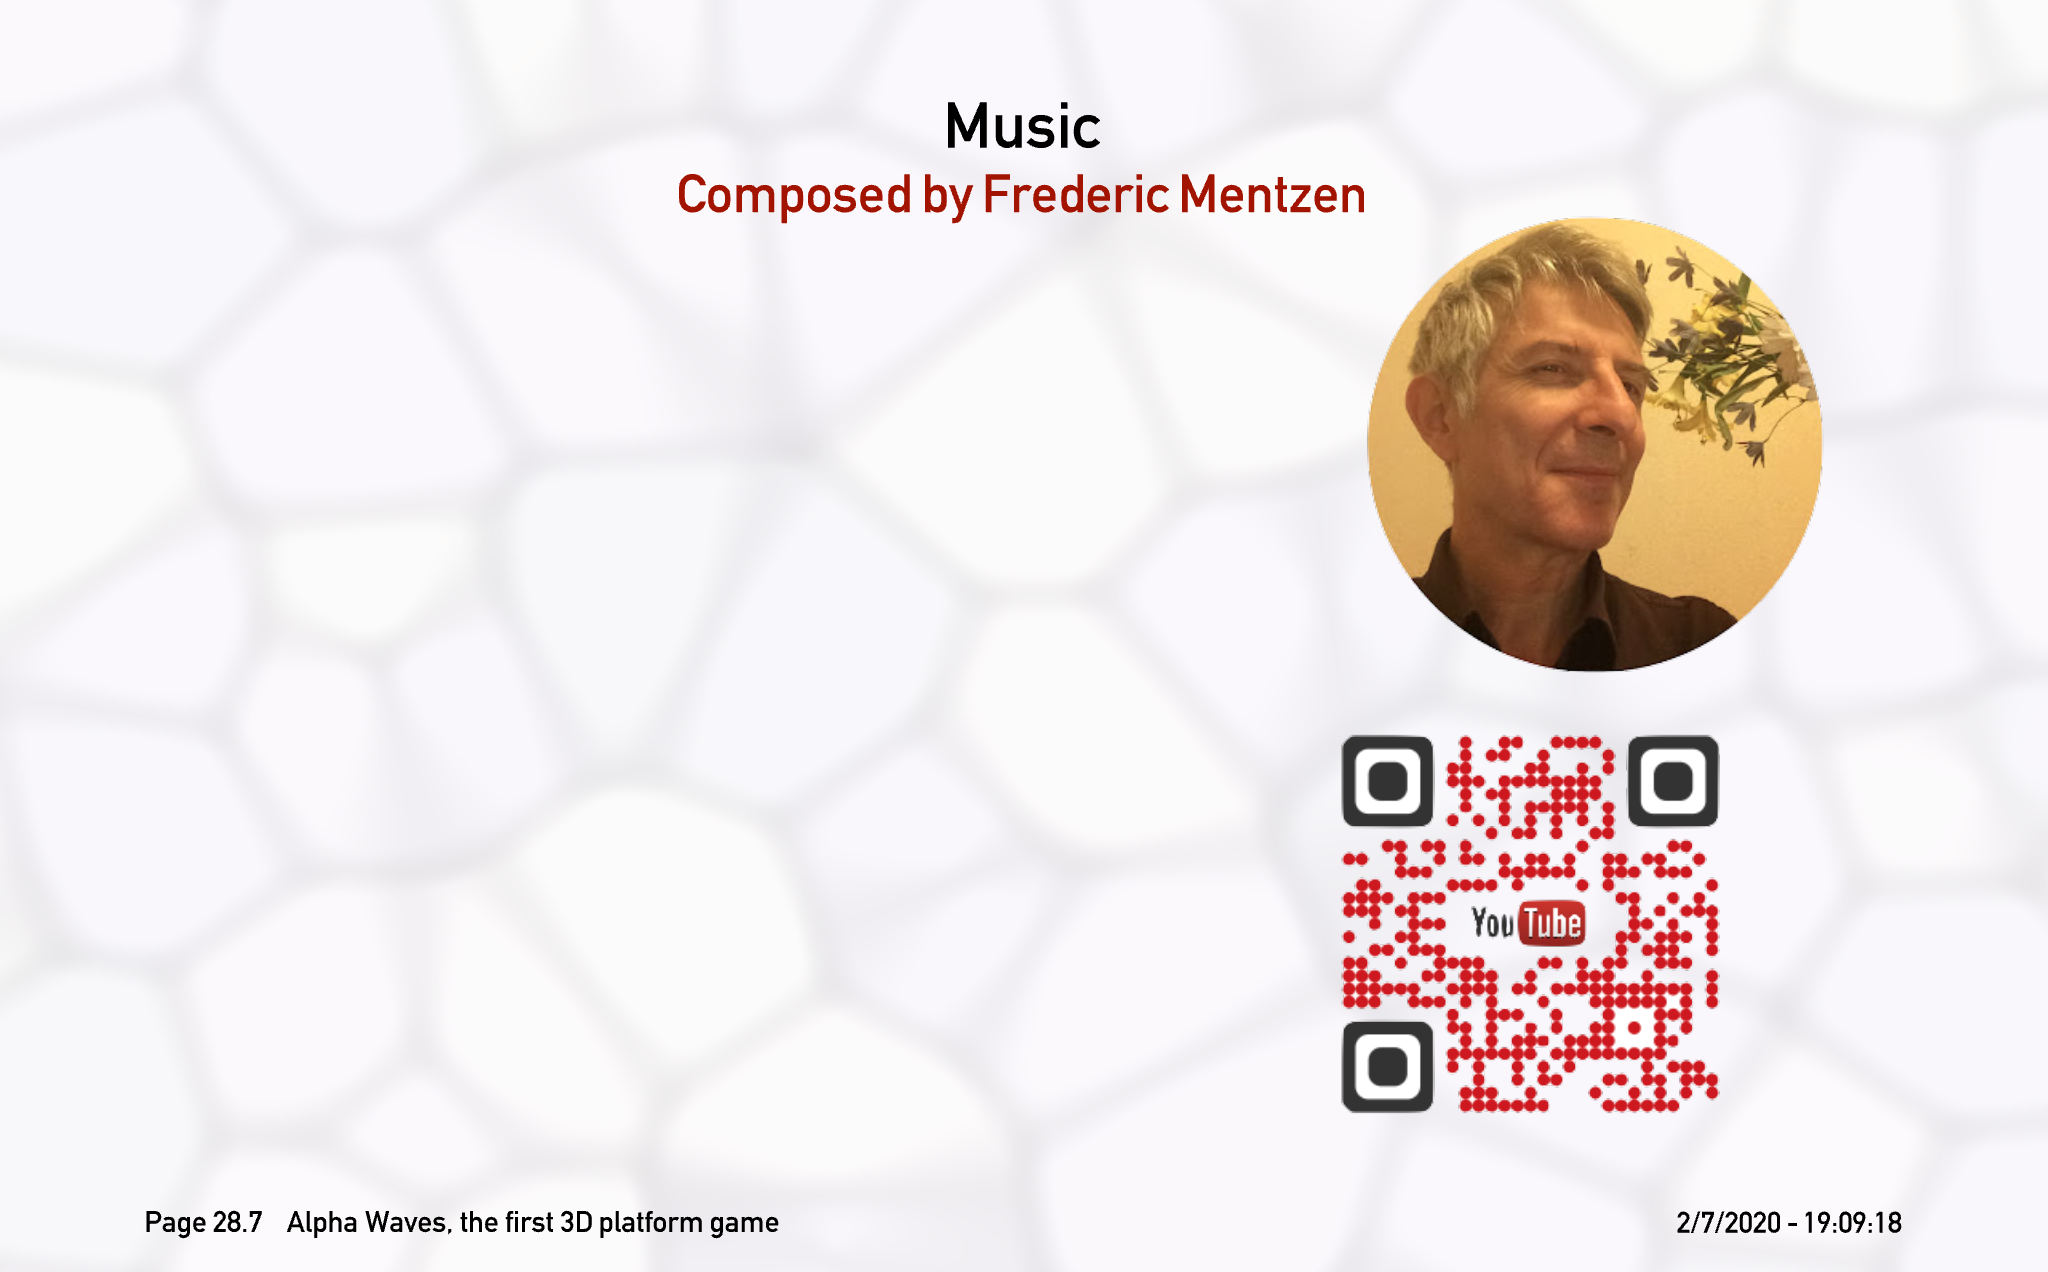 Music
Composed by Frederic Mentzen
YouTube
Page 28.7 Alpha Waves, the first 3D platform game
2/7/2020 - 19:09:18